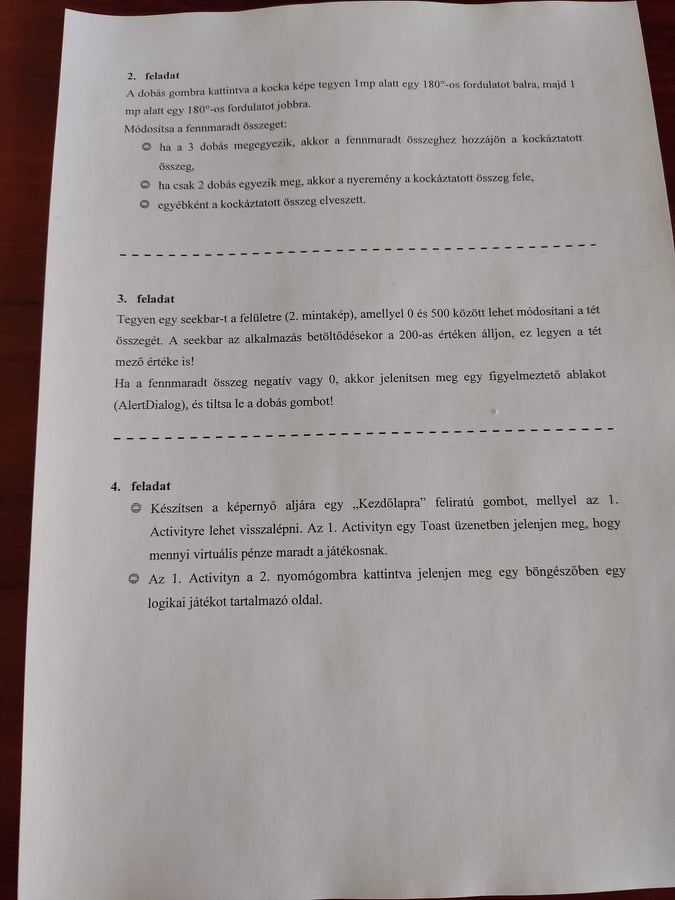 2. feladat
A dobás gombra kattintva a kocka képe tegyen 1mp alatt egy 180°-os fordulatot balra, majd 1
mp alatt egy 180°-os fordulatot jobbra.
Módosítsa a fennmaradt összeget:
ha a 3 dobás megegyezik, akkor a fennmaradt összeghez hozzájön a kockáztatott
összeg,
ha csak 2 dobás egyezik meg, akkor a nyeremény a kockáztatott összeg fele,
egyébként a kockáztatott összeg elveszett.
3. feladat
Tegyen egy seekbar-t a felületre (2. mintakép), amellyel 0 és 500 között lehet módosítani a tét
összegét. A seekbar az alkalmazás betöltődésekor a 200-as értéken álljon, ez legyen a tét
mező értéke is!
Ha a fennmaradt összeg negatív vagy 0, akkor jelenítsen meg egy figyelmeztető ablakot
(AlertDialog), és tiltsa le a dobás gombot!
4. feladat
Készítsen a képernyő aljára egy „Kezdőlapra” feliratú gombot, mellyel az 1.
Activityre lehet visszalépni. Az 1. Activityn egy Toast üzenetben jelenjen meg, hogy
mennyi virtuális pénze maradt a játékosnak.
Az 1. Activityn a 2. nyomógombra kattintva jelenjen meg egy böngészőben egy
logikai játékot tartalmazó oldal.